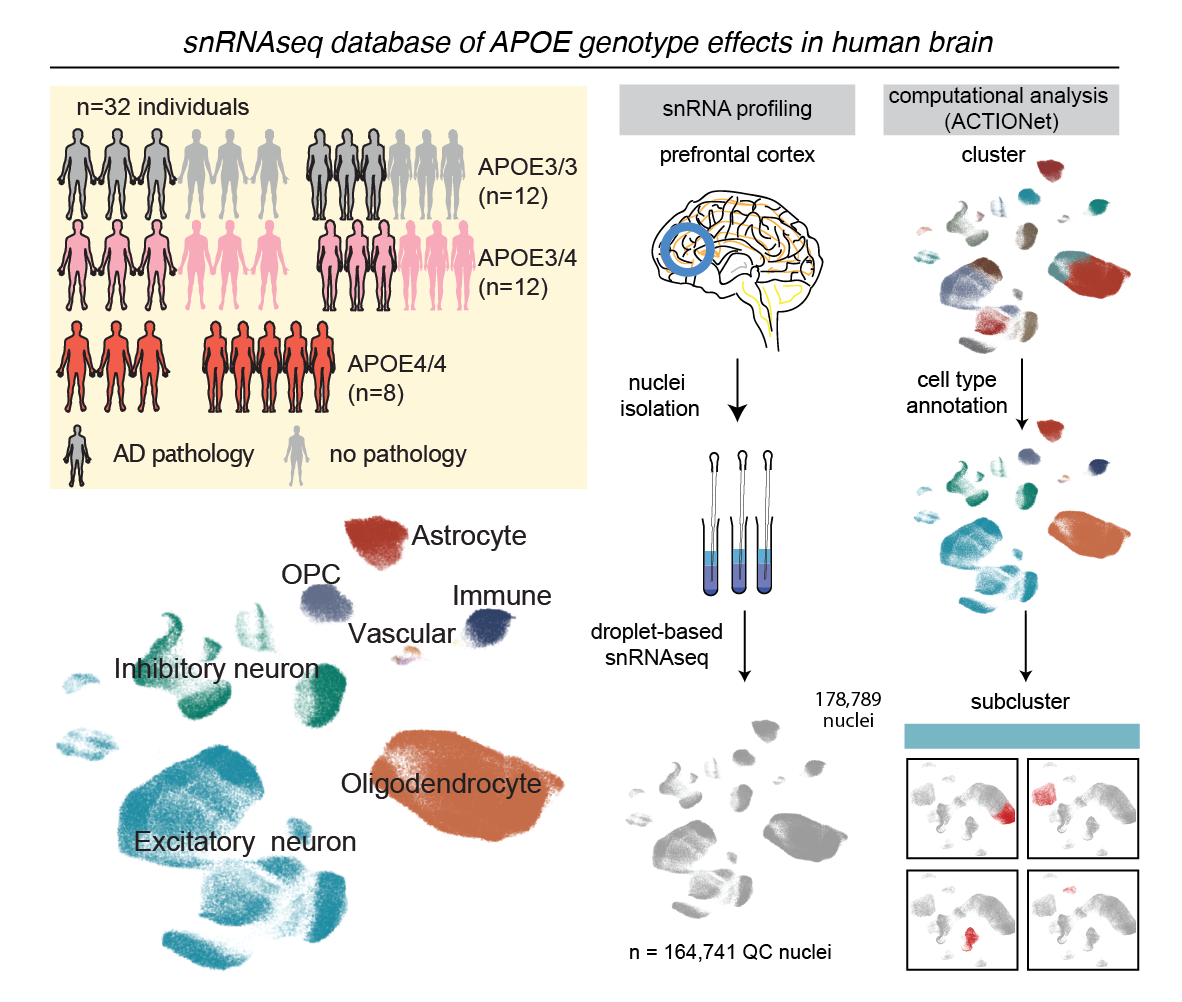 snRNAseq database of APOE genotype effects in human brain
n=32 individuals
APOE3/3
(n=12)
APOE3/4
(n=12)
APOE4/4
(n=8)
AD pathology
no pathology
Astrocyte
OPC
Immune
Vascular
Inhibitory neuron
Oligodendrocyte
Excitatory neuron
snRNA profiling
prefrontal cortex
nuclei
isolation
droplet-based
snRNAseq
178,789
nuclei
n = 164,741 QC nuclei
computational analysis
(ACTIONet)
cluster
cell type
annotation
subcluster